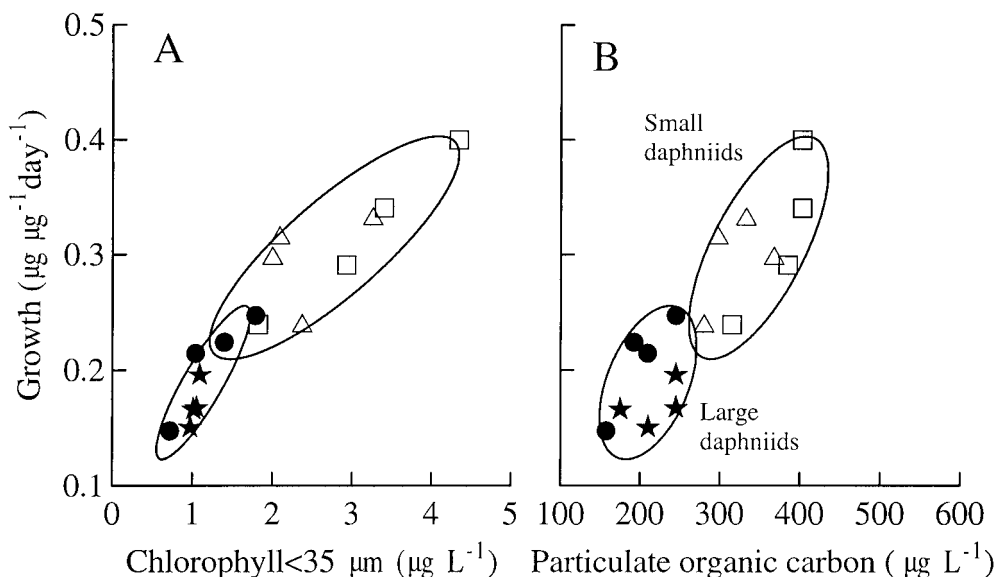 A
B
Small
daphniids
Large
daphniids
Growth (µg µg⁻¹day⁻¹)
0.5
0.4
0.3
0.2
0.1
0 1 2 3 4 5
100 200 300 400 500 600
Chlorophyll<35 µm (µg L⁻¹)
Particulate organic carbon ( µg L⁻¹)